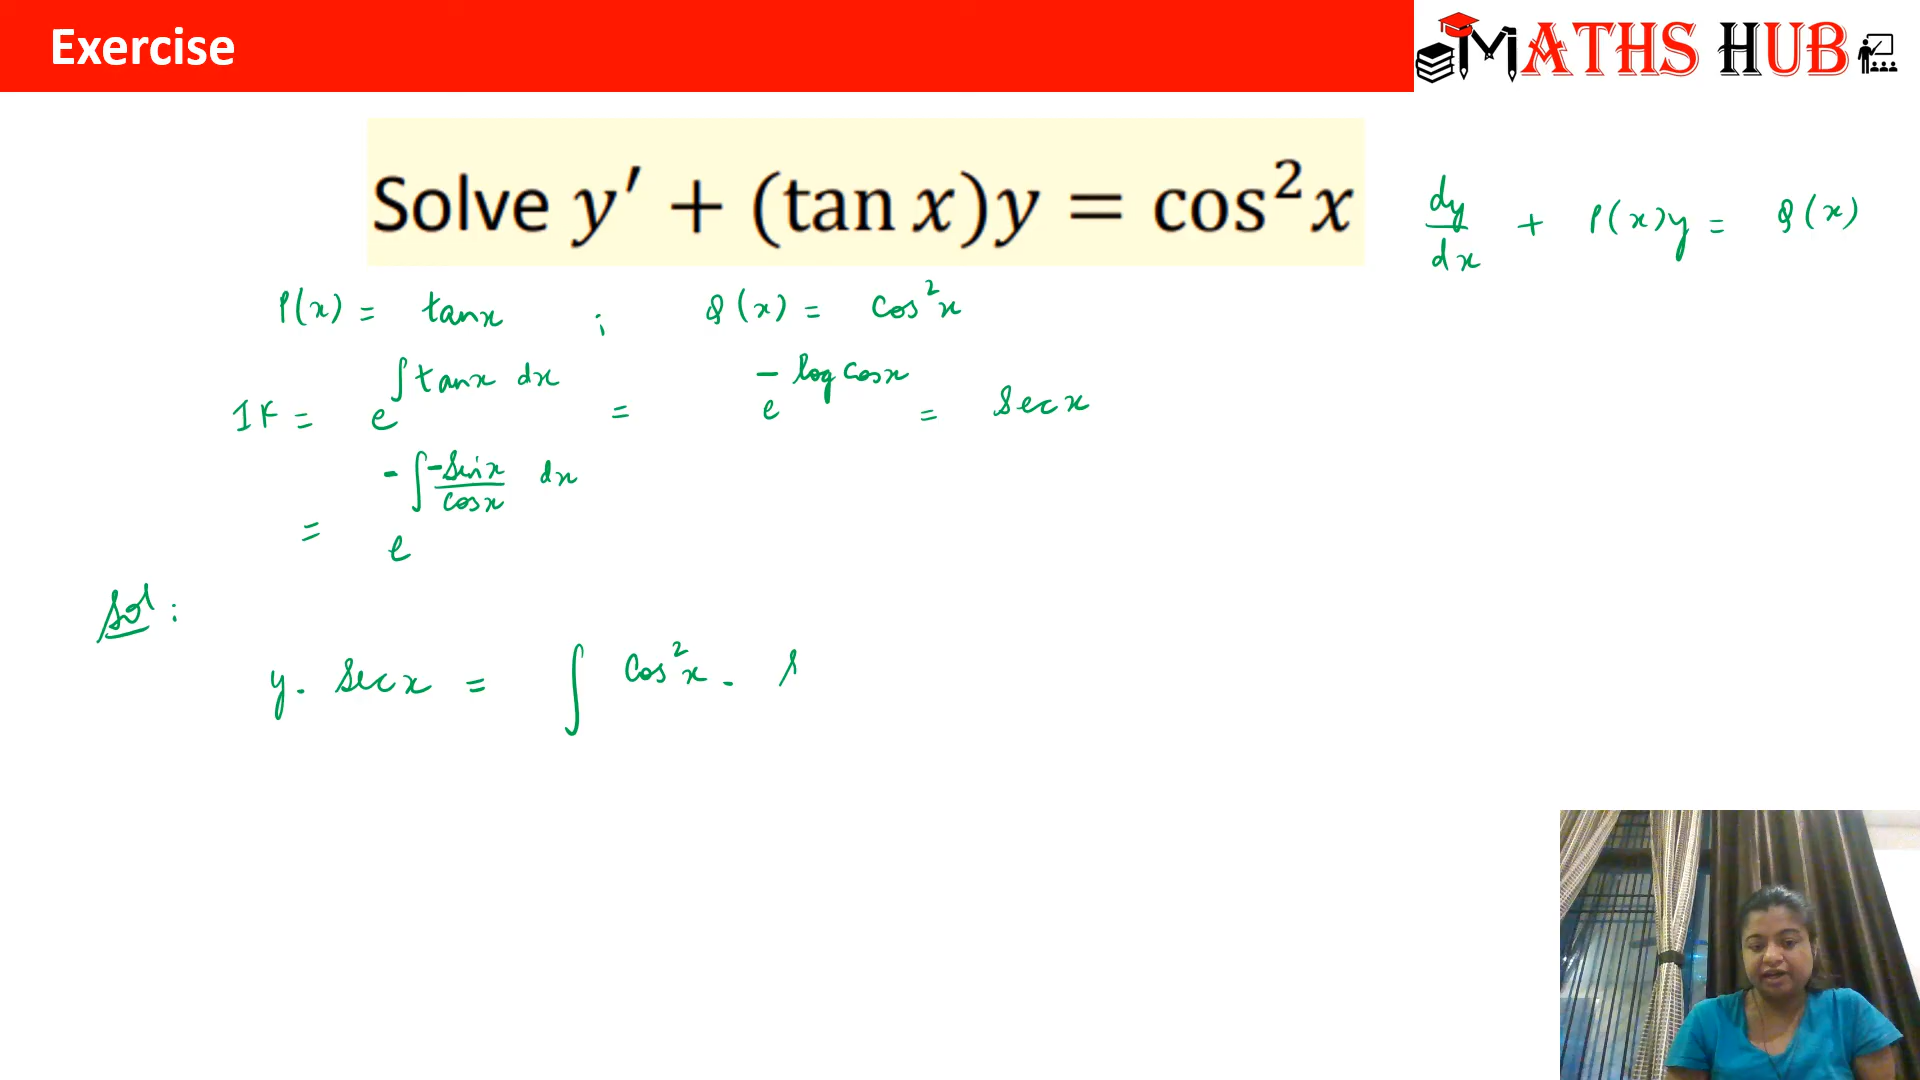 Exercise
MATHS HUB
Solve y′ + (tan x)y = cos²x
dy/dx + P(x)y = Q(x)
P(x) = tanx ; Q(x) = cos²x
IF = e^∫tanx dx = e^-log cosx = secx
= e^-∫-sinx/cosx dx
Sol :
y. secx = ∫ cos²x . s